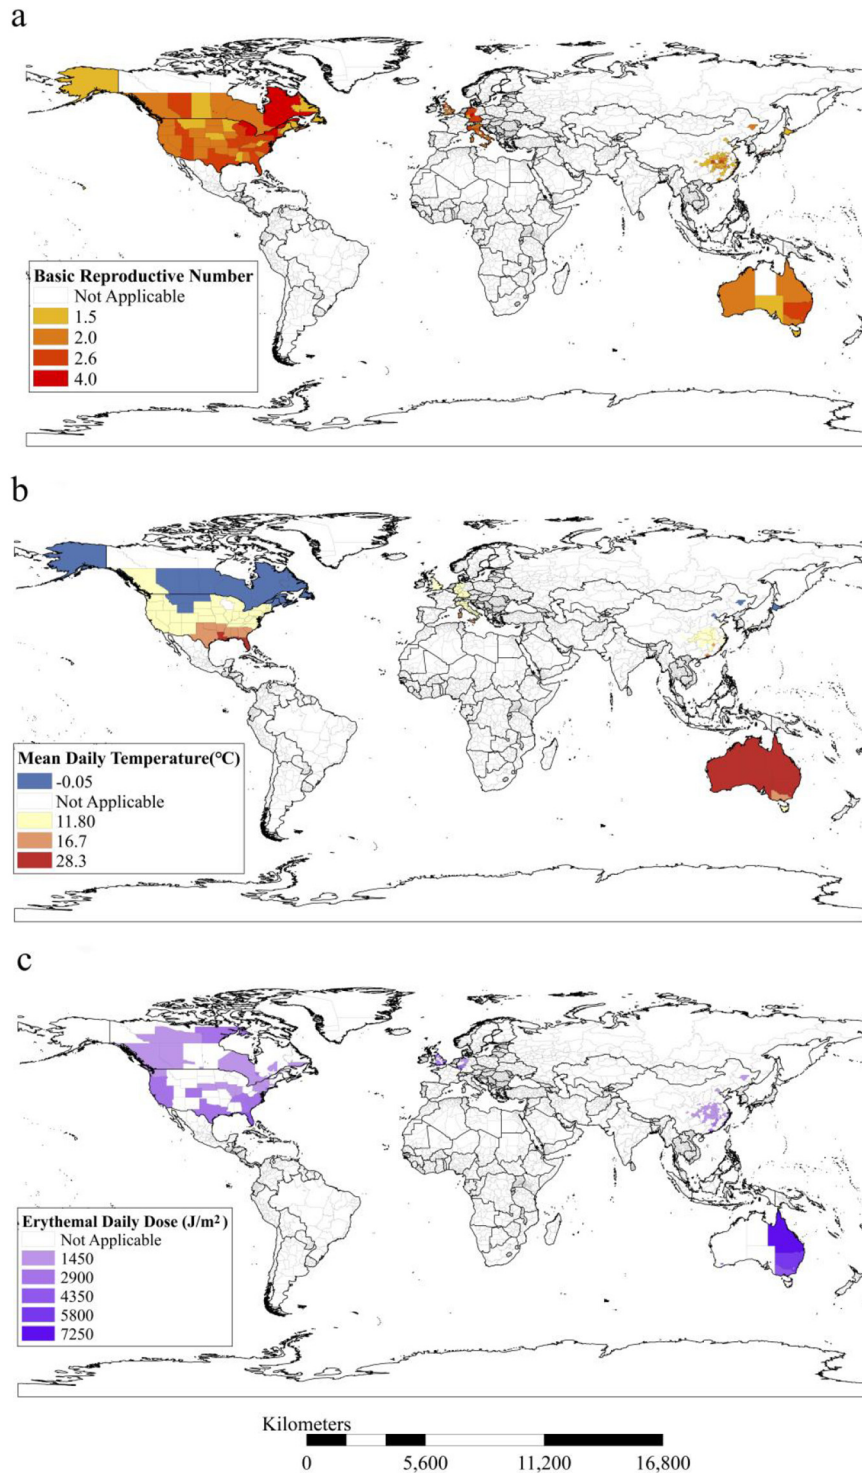 a
Basic Reproductive Number
Not Applicable
1.5
2.0
2.6
4.0
b
Mean Daily Temperature(°C)
-0.05
Not Applicable
11.80
16.7
28.3
c
Erythemal Daily Dose (J/m²)
Not Applicable
1450
2900
4350
5800
7250
Kilometers
0 5,600 11,200 16,800